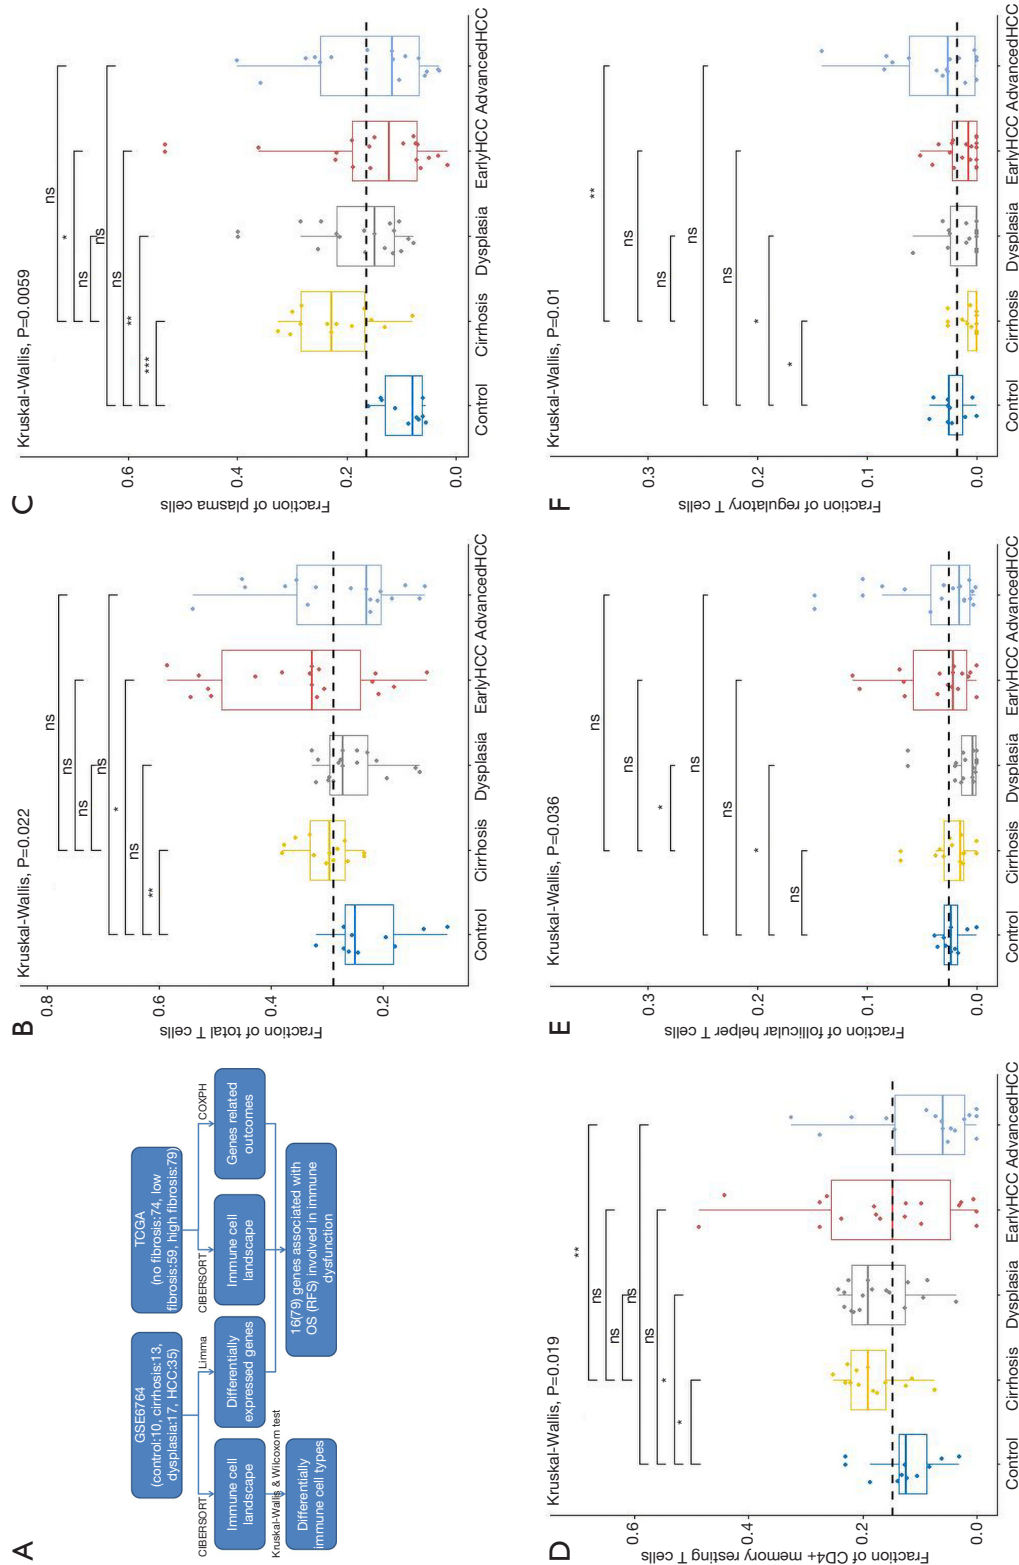 A
GSE6764
(control:10, cirrhosis:13,
dysplasia:17, HCC:35)
TCGA
(no fibrosis:74, low
fibrosis:59, high fibrosis:79)
CIBERSORT
Limma
CIBERSORT
COXPH
Immune cell
landscape
Differentially
expressed genes
Immune cell
landscape
Genes related
outcomes
Kruskal-Wallis & Wilcoxom test
Differentially
immune cell types
16(79) genes associated with
OS (RFS) involved in immune
dysfunction
B
Kruskal-Wallis, P=0.022
Fraction of total T cells
0.8
0.6
0.4
0.2
ns
ns
ns
ns
*
ns
**
Control Cirrhosis Dysplasia EarlyHCC AdvancedHCC
C
Kruskal-Wallis, P=0.0059
Fraction of plasma cells
0.6
0.4
0.2
0.0
ns
*
ns
ns
ns
**
***
Control Cirrhosis Dysplasia EarlyHCC AdvancedHCC
D
Kruskal-Wallis, P=0.019
Fraction of CD4+ memory resting T cells
0.6
0.4
0.2
0.0
**
ns
ns
ns
ns
*
*
Control Cirrhosis Dysplasia EarlyHCC AdvancedHCC
E
Kruskal-Wallis, P=0.036
Fraction of follicular helper T cells
0.3
0.2
0.1
0.0
ns
ns
*
ns
ns
*
ns
Control Cirrhosis Dysplasia EarlyHCC AdvancedHCC
F
Kruskal-Wallis, P=0.01
Fraction of regulatory T cells
0.3
0.2
0.1
0.0
**
ns
ns
ns
ns
*
*
Control Cirrhosis Dysplasia EarlyHCC AdvancedHCC